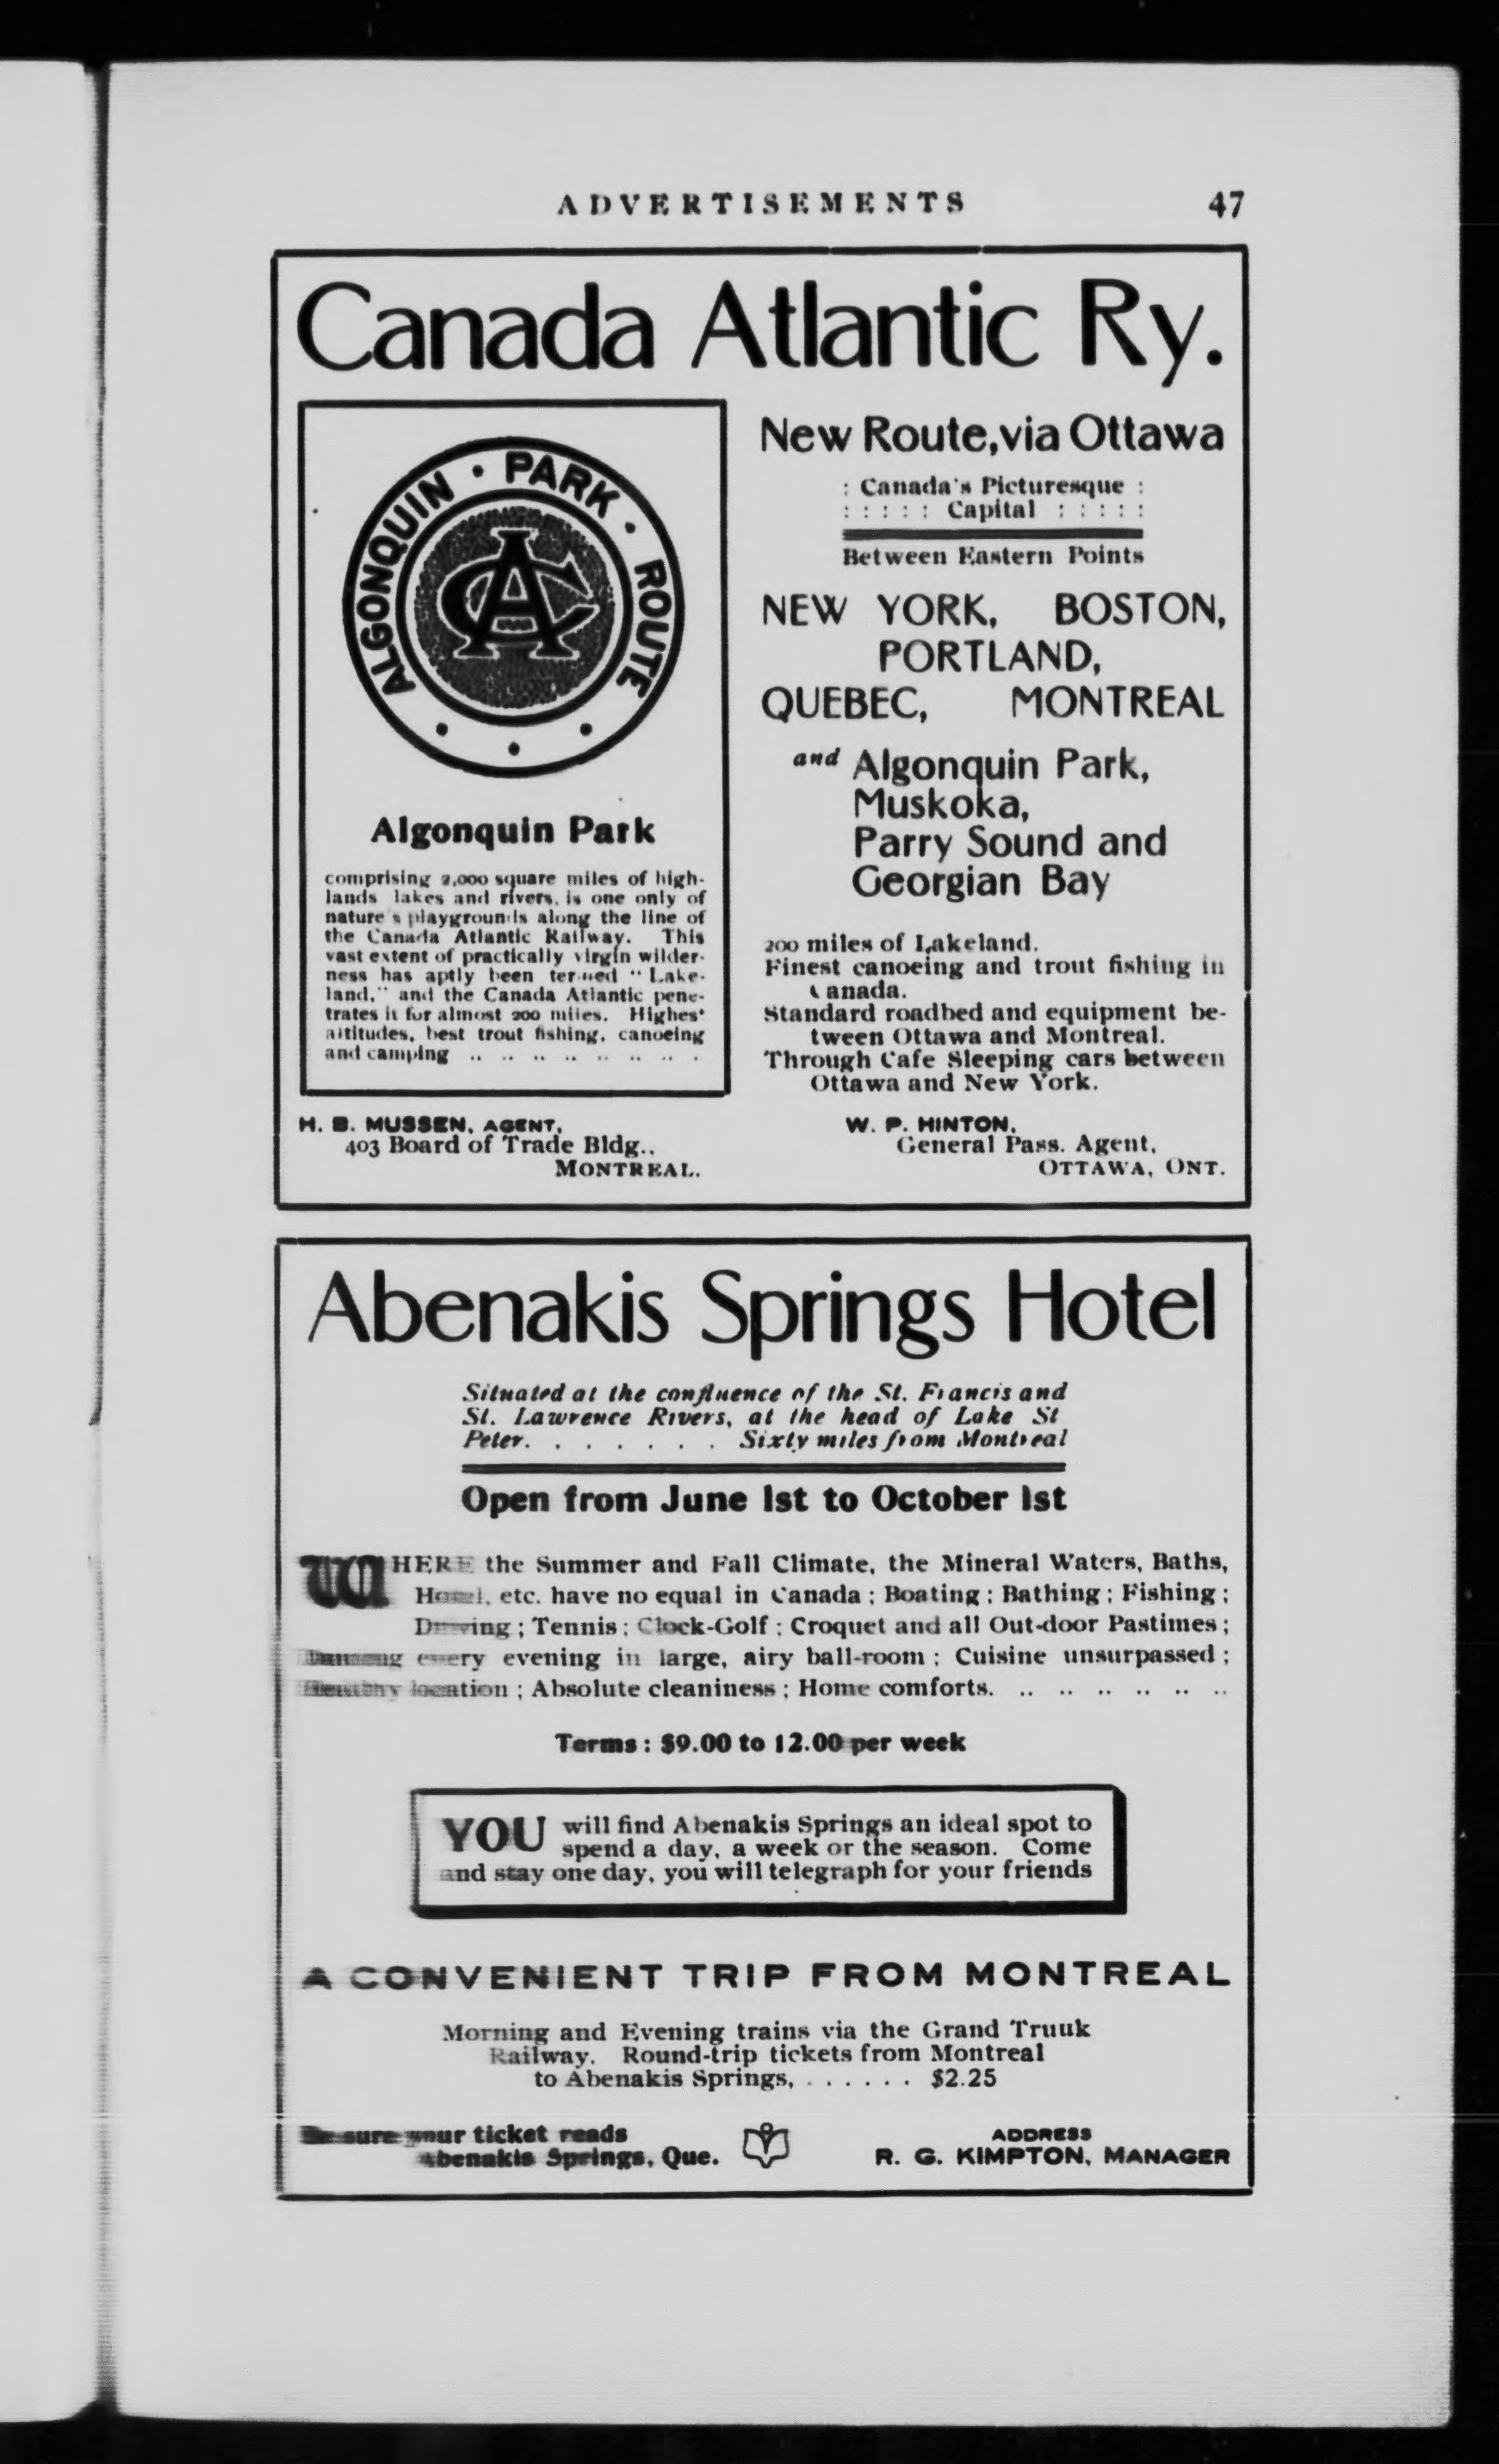 ADVERTISEMENTS 47
Canada Atlantic Ry.
ALGONQUIN · PARK · ROUTE
CA
Algonquin Park
comprising 2,000 square miles of high-
lands lakes and rivers, is one only of
nature's playgrounds along the line of
the Canada Atlantic Railway. This
vast extent of practically virgin wilder-
ness has aptly been termed "Lake-
land," and the Canada Atlantic pene-
trates it for almost 200 miles. Highest
altitudes, best trout fishing, canoeing
and camping .. .. .. .. .. .. .. .
New Route, via Ottawa
: Canada's Picturesque :
: : : : : Capital : : : : :
Between Eastern Points
NEW YORK, BOSTON,
PORTLAND,
QUEBEC, MONTREAL
and Algonquin Park,
Muskoka,
Parry Sound and
Georgian Bay
200 miles of Lakeland.
Finest canoeing and trout fishing in
Canada.
Standard roadbed and equipment be-
tween Ottawa and Montreal.
Through Cafe Sleeping cars between
Ottawa and New York.
H. B. MUSSEN, AGENT,
403 Board of Trade Bldg.,
MONTREAL.
W. P. HINTON,
General Pass. Agent,
OTTAWA, ONT.
Abenakis Springs Hotel
Situated at the confluence of the St. Francis and
St. Lawrence Rivers, at the head of Lake St
Peter. . . . . . . . Sixty miles from Montreal
Open from June 1st to October 1st
WHERE the Summer and Fall Climate, the Mineral Waters, Baths,
Hotel, etc. have no equal in Canada ; Boating ; Bathing ; Fishing ;
Driving ; Tennis ; Clock-Golf ; Croquet and all Out-door Pastimes ;
Dancing every evening in large, airy ball-room ; Cuisine unsurpassed ;
Healthy location ; Absolute cleaniness ; Home comforts. .. .. .. .. .. ..
Terms : $9.00 to 12.00 per week
YOU will find Abenakis Springs an ideal spot to
spend a day, a week or the season. Come
and stay one day, you will telegraph for your friends
A CONVENIENT TRIP FROM MONTREAL
Morning and Evening trains via the Grand Truuk
Railway. Round-trip tickets from Montreal
to Abenakis Springs, . . . . . . $2.25
Be sure your ticket reads
Abenakis Springs, Que.
ADDRESS
R. G. KIMPTON, MANAGER